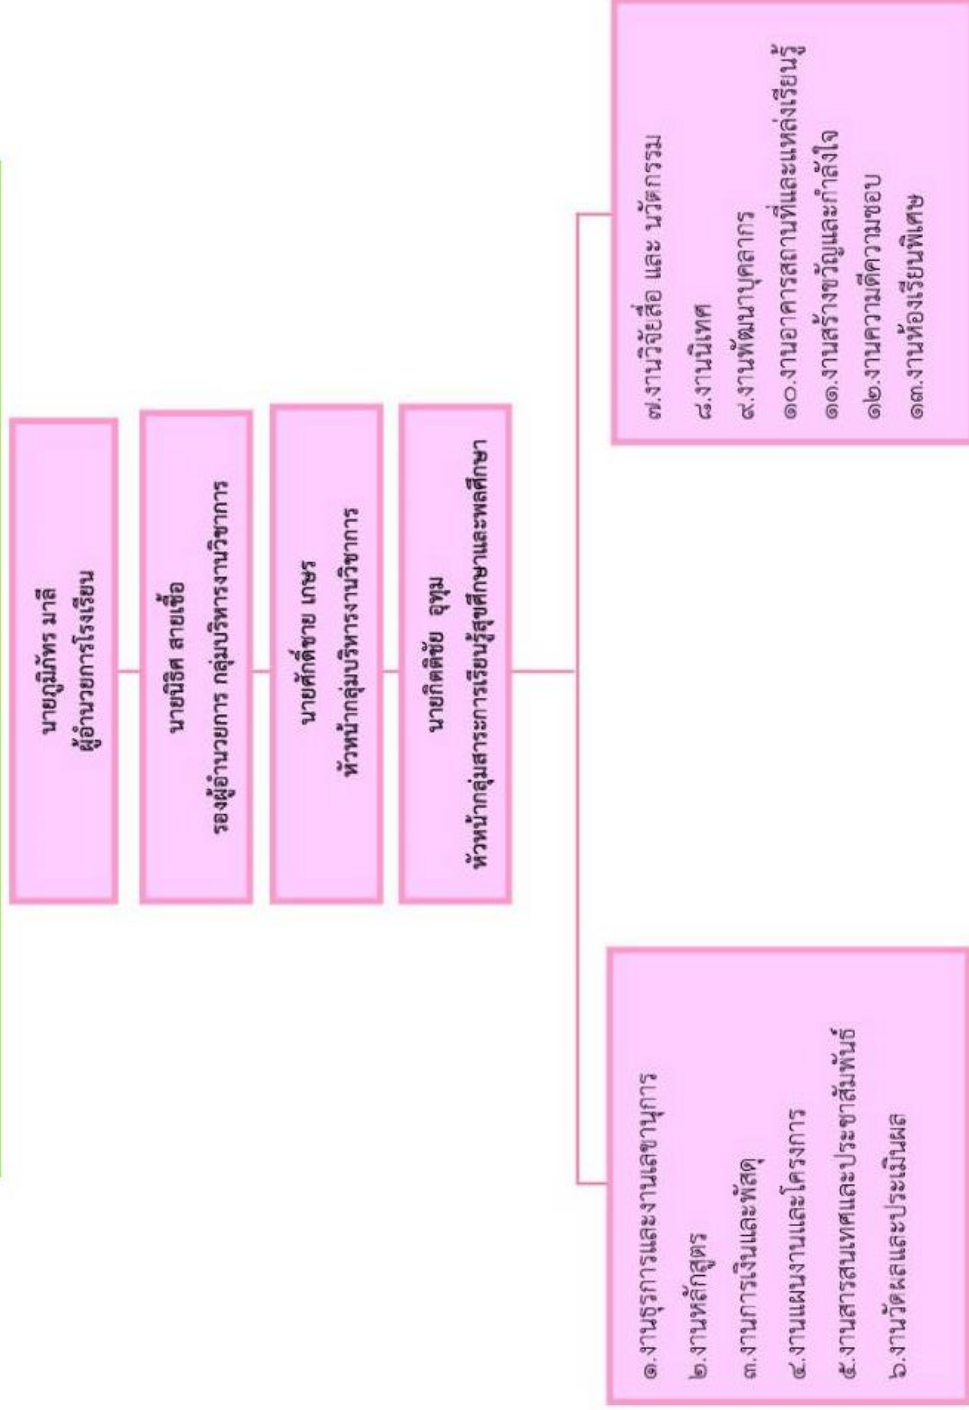 นายภูมิภัทร มาลี
ผู้อำนวยการโรงเรียน
นายนิธิศ สายเชื้อ
รองผู้อำนวยการ กลุ่มบริหารงานวิชาการ
นายศักดิ์ชาย เกษร
หัวหน้ากลุ่มบริหารงานวิชาการ
นายกิตติชัย อุทุม
หัวหน้ากลุ่มสาระการเรียนรู้สุขศึกษาและพลศึกษา
๑.งานธุรการและงานเลขานุการ
๒.งานหลักสูตร
๓.งานการเงินและพัสดุ
๔.งานแผนงานและโครงการ
๕.งานสารสนเทศและประชาสัมพันธ์
๖.งานวัดผลและประเมินผล
๗.งานวิจัยสื่อ และ นวัตกรรม
๘.งานนิเทศ
๙.งานพัฒนาบุคลากร
๑๐.งานอาคารสถานที่และแหล่งเรียนรู้
๑๑.งานสร้างขวัญและกำลังใจ
๑๒.งานความดีความชอบ
๑๓.งานห้องเรียนพิเศษ